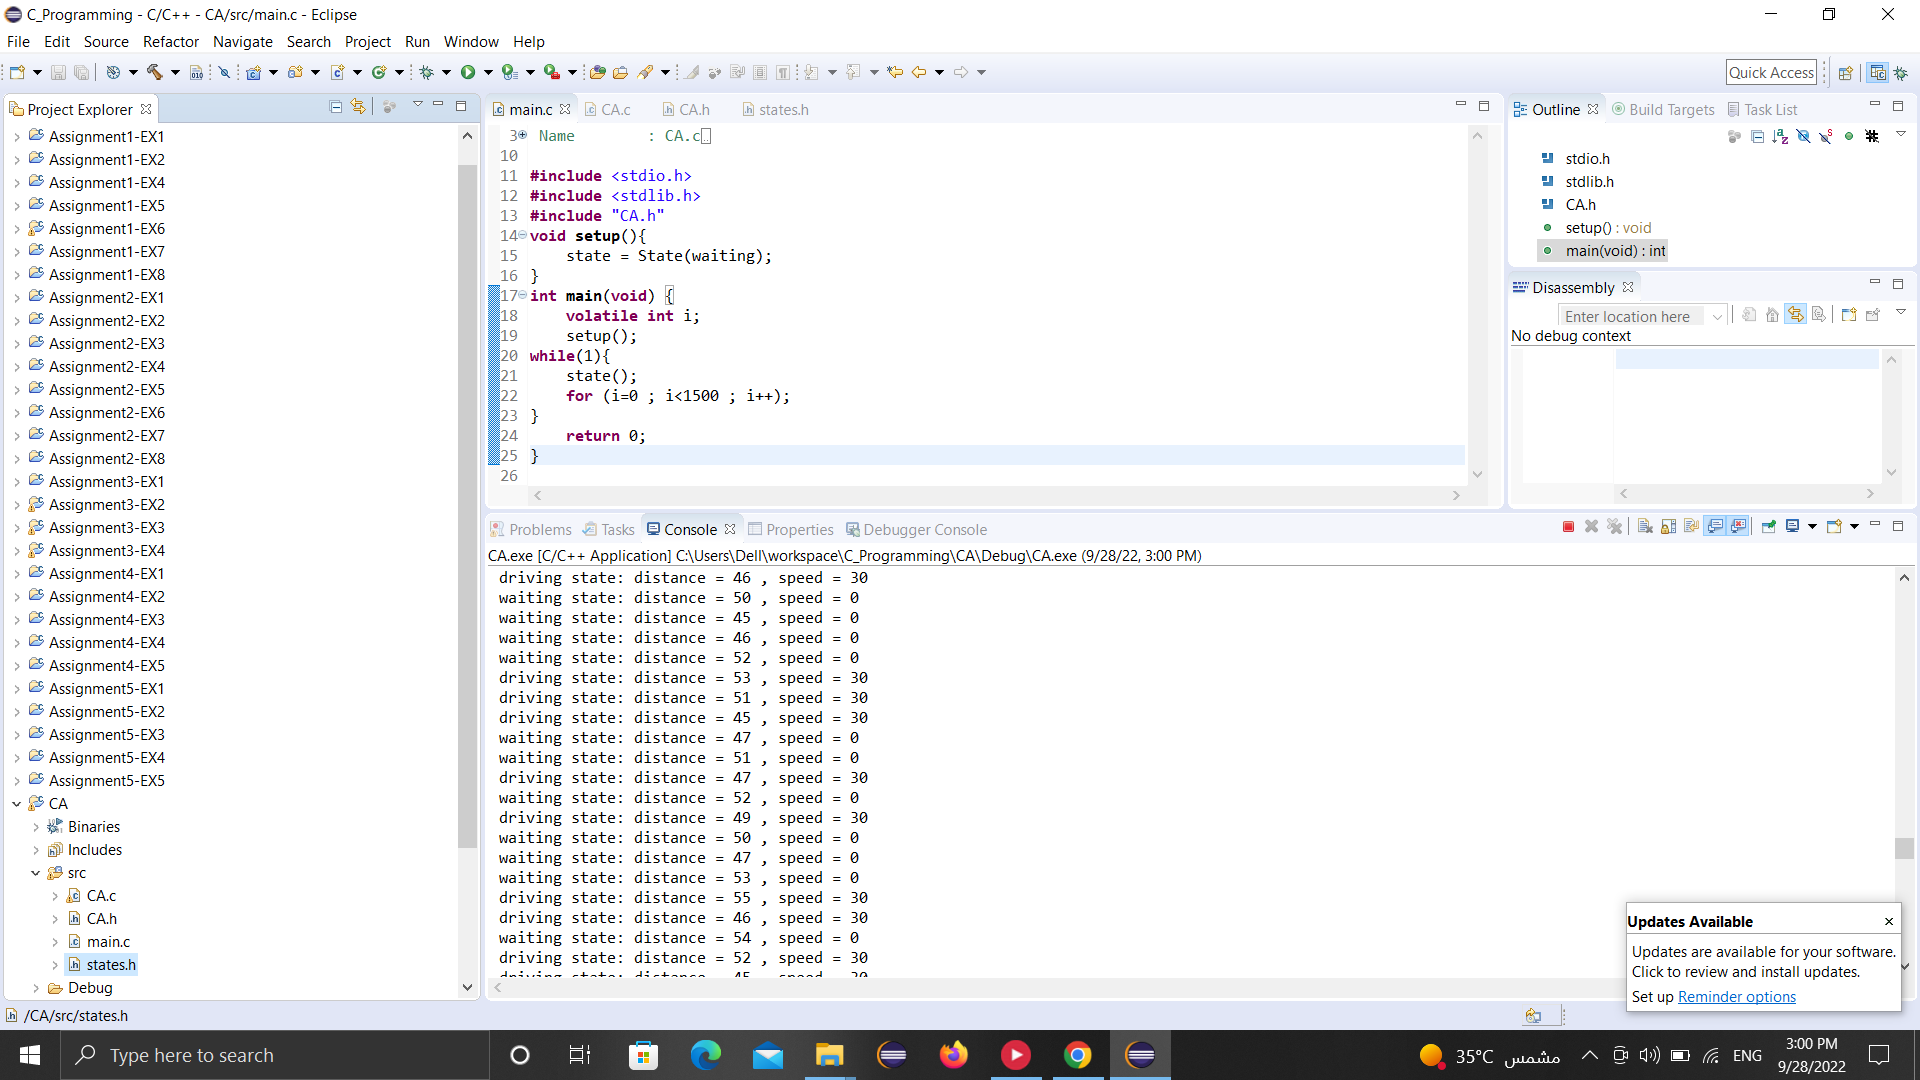 C_Programming - C/C++ - CA/src/main.c - Eclipse
File Edit Source Refactor Navigate Search Project Run Window Help
Quick Access
Project Explorer
Assignment1-EX1
Assignment1-EX2
Assignment1-EX4
Assignment1-EX5
Assignment1-EX6
Assignment1-EX7
Assignment1-EX8
Assignment2-EX1
Assignment2-EX2
Assignment2-EX3
Assignment2-EX4
Assignment2-EX5
Assignment2-EX6
Assignment2-EX7
Assignment2-EX8
Assignment3-EX1
Assignment3-EX2
Assignment3-EX3
Assignment3-EX4
Assignment4-EX1
Assignment4-EX2
Assignment4-EX3
Assignment4-EX4
Assignment4-EX5
Assignment5-EX1
Assignment5-EX2
Assignment5-EX3
Assignment5-EX4
Assignment5-EX5
CA
Binaries
Includes
src
CA.c
CA.h
main.c
states.h
Debug
main.c CA.c CA.h states.h
3 Name : CA.c
10
11 #include <stdio.h>
12 #include <stdlib.h>
13 #include "CA.h"
14 void setup(){
15 state = State(waiting);
16 }
17 int main(void) {
18 volatile int i;
19 setup();
20 while(1){
21 state();
22 for (i=0 ; i<1500 ; i++);
23 }
24 return 0;
25 }
26
Outline Build Targets Task List
stdio.h
stdlib.h
CA.h
setup() : void
main(void) : int
Disassembly
Enter location here
No debug context
Problems Tasks Console Properties Debugger Console
CA.exe [C/C++ Application] C:\Users\Dell\workspace\C_Programming\CA\Debug\CA.exe (9/28/22, 3:00 PM)
driving state: distance = 46 , speed = 30
waiting state: distance = 50 , speed = 0
waiting state: distance = 45 , speed = 0
waiting state: distance = 46 , speed = 0
waiting state: distance = 52 , speed = 0
driving state: distance = 53 , speed = 30
driving state: distance = 51 , speed = 30
driving state: distance = 45 , speed = 30
waiting state: distance = 47 , speed = 0
waiting state: distance = 51 , speed = 0
driving state: distance = 47 , speed = 30
waiting state: distance = 52 , speed = 0
driving state: distance = 49 , speed = 30
waiting state: distance = 50 , speed = 0
waiting state: distance = 47 , speed = 0
waiting state: distance = 53 , speed = 0
driving state: distance = 55 , speed = 30
driving state: distance = 46 , speed = 30
waiting state: distance = 54 , speed = 0
driving state: distance = 52 , speed = 30
driving state: distance = 45 , speed = 30
Updates Available
Updates are available for your software.
Click to review and install updates.
Set up Reminder options
/CA/src/states.h
Type here to search
35°C مشمس
ENG
3:00 PM
9/28/2022